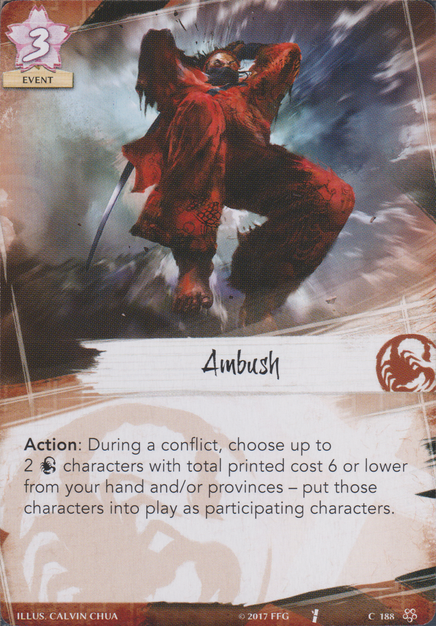 3
EVENT
Ambush
Action: During a conflict, choose up to
2 characters with total printed cost 6 or lower
from your hand and/or provinces – put those
characters into play as participating characters.
ILLUS. CALVIN CHUA © 2017 FFG C 188